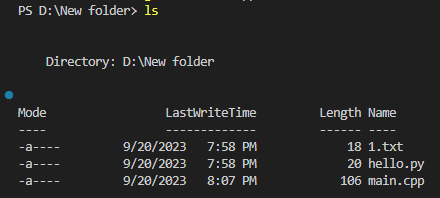 PS D:\New folder> ls
Directory: D:\New folder
Mode                 LastWriteTime         Length Name
----                 -------------         ------ ----
-a----         9/20/2023   7:58 PM             18 1.txt
-a----         9/20/2023   7:58 PM             20 hello.py
-a----         9/20/2023   8:07 PM            106 main.cpp